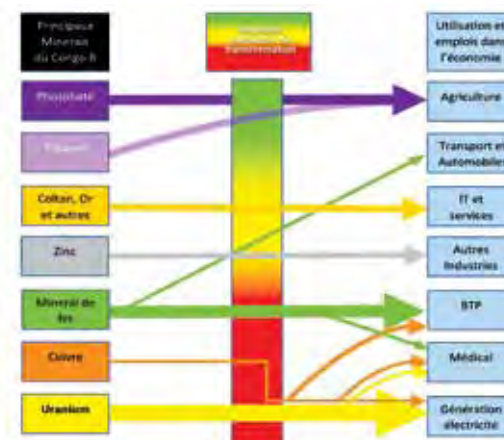 Principaux
Minerais
du Congo B
transformation
Utilisation et
emplois dans
l'économie
Phosphate
Agriculture
Transport et
Automobiles
Coltan, Or
et autres
IT et
services
Zinc
Autres
Industries
Minerai de
fer
BTP
Cuivre
Médical
Uranium
Génération
électricité